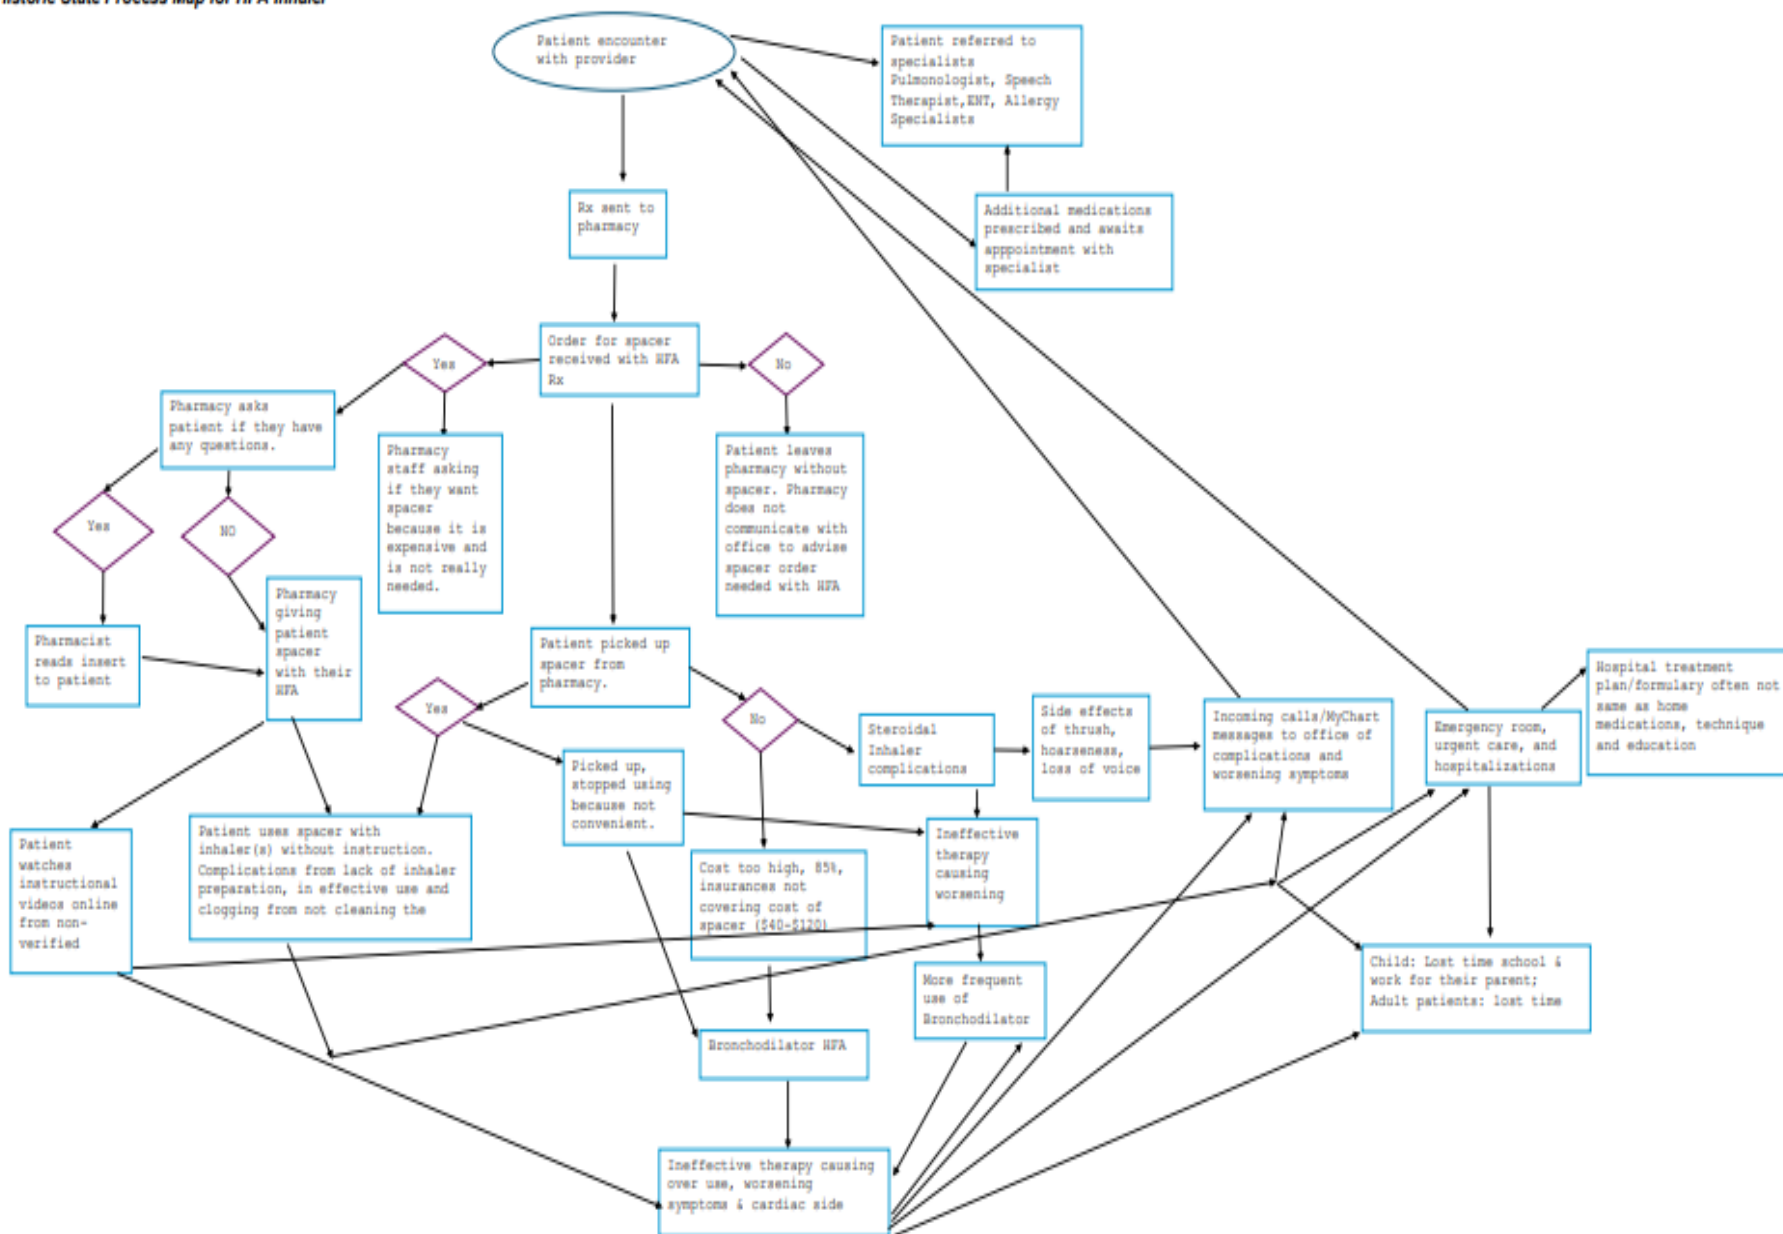 State Process Map for HFA Inhaler
Patient encounter
with provider
Patient referred to
specialists
Pulmonologist, Speech
Therapist,ENT, Allergy
Specialists
Additional medications
prescribed and awaits
apppointment with
specialist
Rx sent to
pharmacy
Order for spacer
received with HFA
Rx
Yes
No
Pharmacy asks
patient if they have
any questions.
Pharmacy
staff asking
if they want
spacer
because it is
expensive and
is not really
needed.
Patient leaves
pharmacy without
spacer. Pharmacy
does not
communicate with
office to advise
spacer order
needed with HFA
Yes
NO
Pharmacist
reads insert
to patient
Pharmacy
giving
patient
spacer
with their
HFA
Patient picked up
spacer from
pharmacy.
Yes
No
Steroidal
Inhaler
complications
Side effects
of thrush,
hoarseness,
loss of voice
Incoming calls/MyChart
messages to office of
complications and
worsening symptoms
Emergency room,
urgent care, and
hospitalizations
Hospital treatment
plan/formulary often not
same as home
medications, technique
and education
Picked up,
stopped using
because not
convenient.
Patient
watches
instructional
videos online
from non-
verified
Patient uses spacer with
inhaler(s) without instruction.
Complications from lack of inhaler
preparation, in effective use and
clogging from not cleaning the
Cost too high, 85%,
insurances not
covering cost of
spacer ($40-$120)
Ineffective
therapy
causing
worsening
More frequent
use of
Bronchodilator
Child: Lost time school &
work for their parent;
Adult patients: lost time
Bronchodilator HFA
Ineffective therapy causing
over use, worsening
symptoms & cardiac side